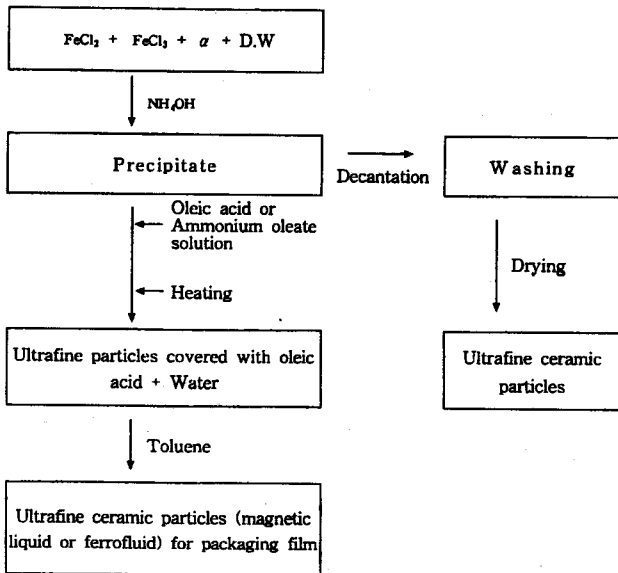 FeCl₂ + FeCl₃ + α + D.W
NH₄OH
Precipitate
Decantation
Washing
Oleic acid or
Ammonium oleate
solution
Drying
Heating
Ultrafine particles covered with oleic
acid + Water
Ultrafine ceramic
particles
Toluene
Ultrafine ceramic particles (magnetic
liquid or ferrofluid) for packaging film